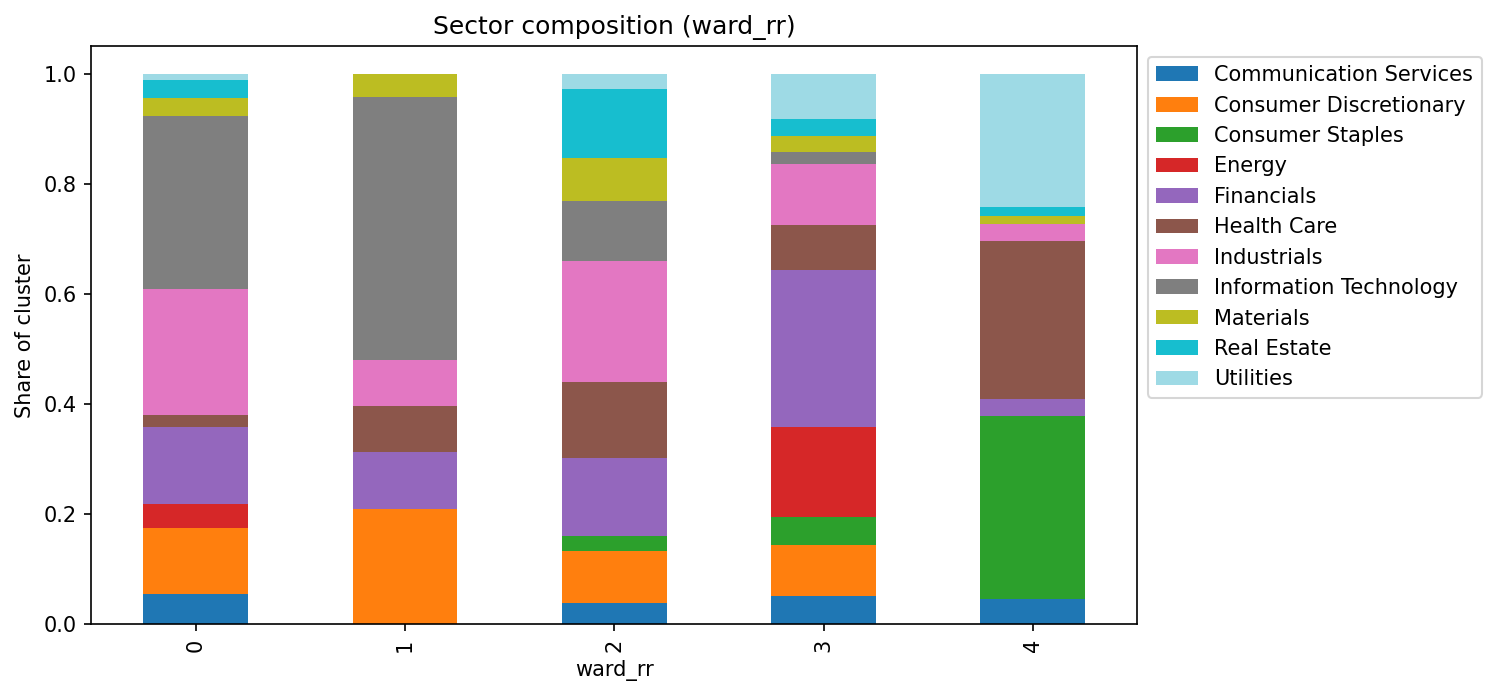 Sector composition (ward_rr)
Share of cluster
1.0
0.8
0.6
0.4
0.2
0.0
0
1
2
3
4
ward_rr
Communication Services
Consumer Discretionary
Consumer Staples
Energy
Financials
Health Care
Industrials
Information Technology
Materials
Real Estate
Utilities